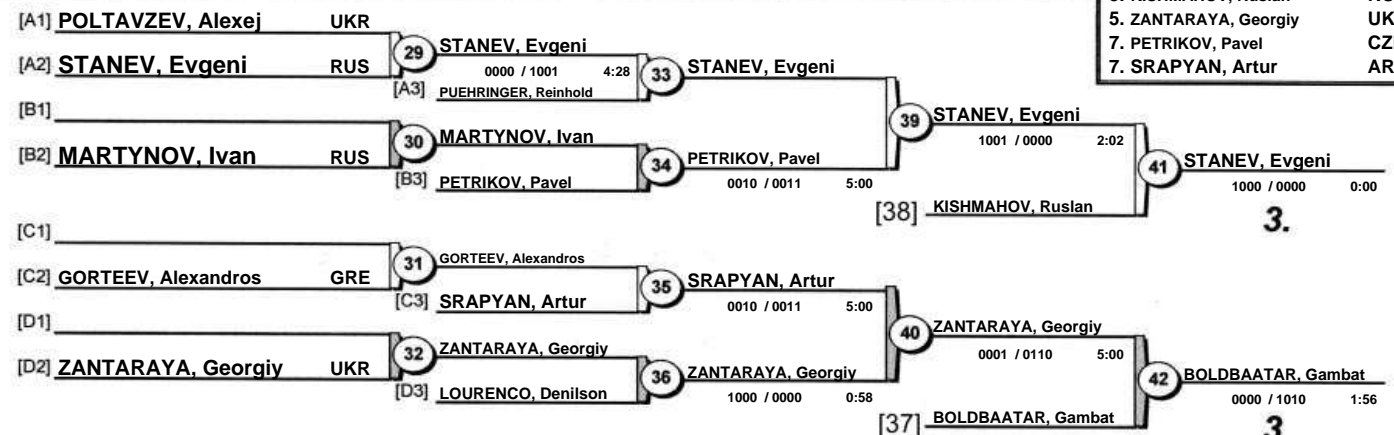 5. ZANTARAYA, Georgiy UK
7. PETRIKOV, Pavel CZ
7. SRAPYAN, Artur AR
[A1] POLTAVZEV, Alexej UKR
29 STANEV, Evgeni
0000 / 1001 4:28
[A2] STANEV, Evgeni RUS
[A3] PUEHRINGER, Reinhold
33 STANEV, Evgeni
[B1]
30 MARTYNOV, Ivan
[B2] MARTYNOV, Ivan RUS
[B3] PETRIKOV, Pavel
34 PETRIKOV, Pavel
0010 / 0011 5:00
39 STANEV, Evgeni
1001 / 0000 2:02
[38] KISHMAHOV, Ruslan
41 STANEV, Evgeni
1000 / 0000 0:00
3.
[C1]
31 GORTEEV, Alexandros
[C2] GORTEEV, Alexandros GRE
[C3] SRAPYAN, Artur
35 SRAPYAN, Artur
0010 / 0011 5:00
[D1]
32 ZANTARAYA, Georgiy
[D2] ZANTARAYA, Georgiy UKR
[D3] LOURENCO, Denilson
36 ZANTARAYA, Georgiy
1000 / 0000 0:58
40 ZANTARAYA, Georgiy
0001 / 0110 5:00
[37] BOLDBAATAR, Gambat
42 BOLDBAATAR, Gambat
0000 / 1010 1:56
3